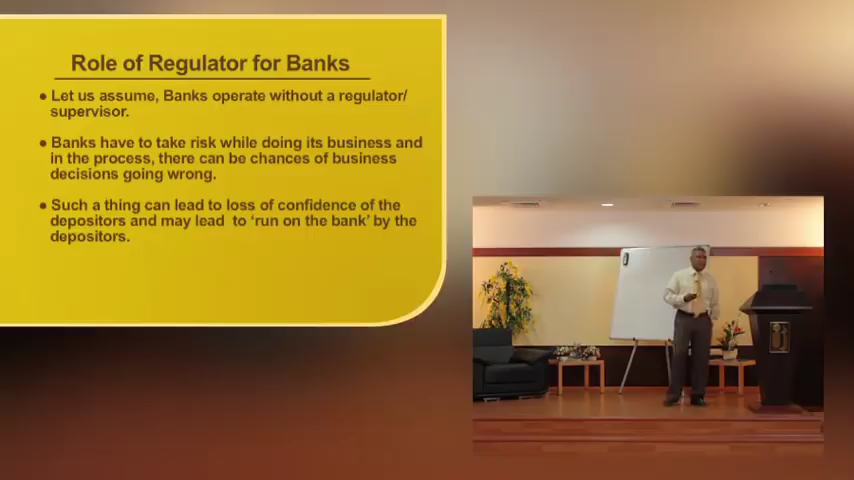 Role of Regulator for Banks
● Let us assume, Banks operate without a regulator/
supervisor.
● Banks have to take risk while doing its business and
in the process, there can be chances of business
decisions going wrong.
● Such a thing can lead to loss of confidence of the
depositors and may lead to ‘run on the bank’ by the
depositors.